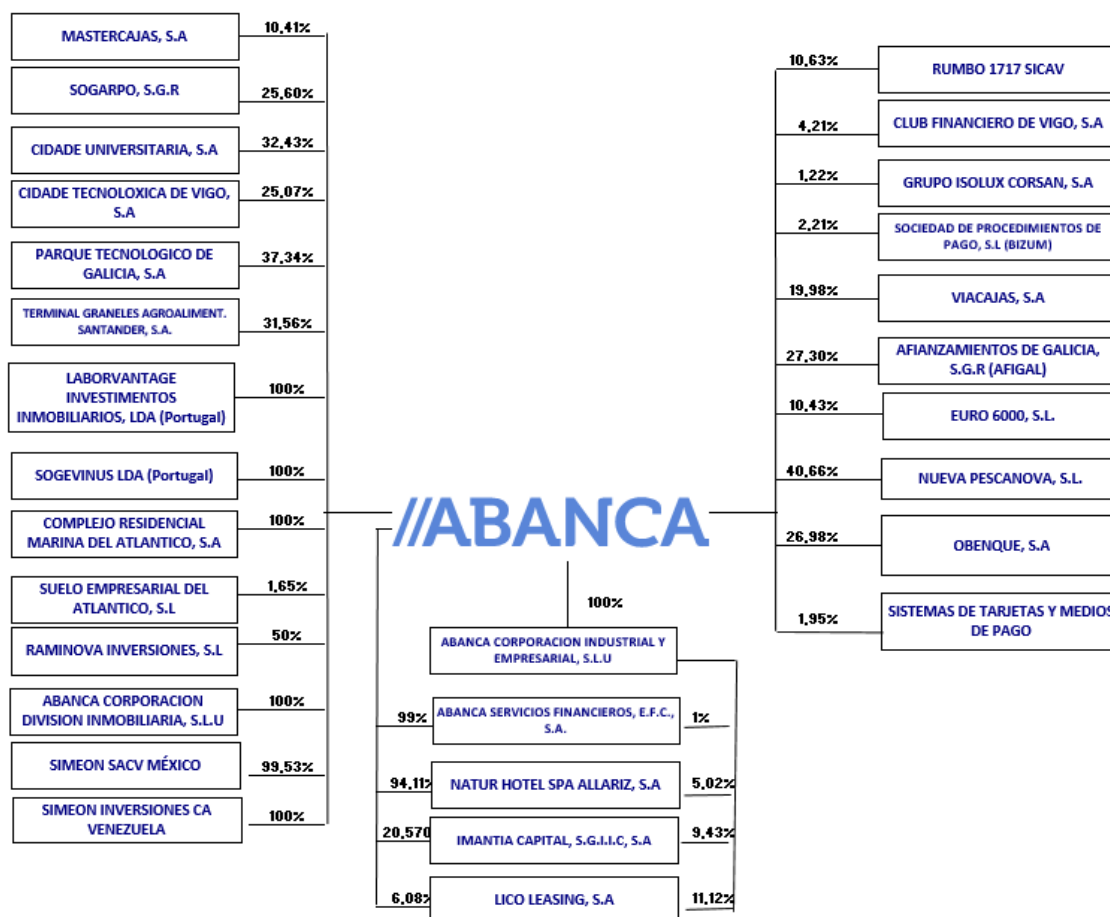 MASTERCAJAS, S.A
10,41%
SOGARPO, S.G.R
25,60%
CIDADE UNIVERSITARIA, S.A
32,43%
CIDADE TECNOLOXICA DE VIGO,
S.A
25,07%
PARQUE TECNOLOGICO DE
GALICIA, S.A
37,34%
TERMINAL GRANELES AGROALIMENT.
SANTANDER, S.A.
31,56%
LABORVANTAGE
INVESTIMENTOS
INMOBILIARIOS, LDA (Portugal)
100%
SOGEVINUS LDA (Portugal)
100%
COMPLEJO RESIDENCIAL
MARINA DEL ATLANTICO, S.A
100%
SUELO EMPRESARIAL DEL
ATLANTICO, S.L
1,65%
RAMINOVA INVERSIONES, S.L
50%
ABANCA CORPORACION
DIVISION INMOBILIARIA, S.L.U
100%
SIMEON SACV MÉXICO
99,53%
SIMEON INVERSIONES CA
VENEZUELA
100%
//ABANCA
100%
ABANCA CORPORACION INDUSTRIAL Y
EMPRESARIAL, S.L.U
99%
ABANCA SERVICIOS FINANCIEROS, E.F.C.,
S.A.
1%
94,11%
NATUR HOTEL SPA ALLARIZ, S.A
5,02%
20,570
IMANTIA CAPITAL, S.G.I.I.C, S.A
9,43%
6,08%
LICO LEASING, S.A
11,12%
10,63%
RUMBO 1717 SICAV
4,21%
CLUB FINANCIERO DE VIGO, S.A
1,22%
GRUPO ISOLUX CORSAN, S.A
2,21%
SOCIEDAD DE PROCEDIMIENTOS DE
PAGO, S.L (BIZUM)
19,98%
VIACAJAS, S.A
27,30%
AFIANZAMIENTOS DE GALICIA,
S.G.R (AFIGAL)
10,43%
EURO 6000, S.L.
40,66%
NUEVA PESCANOVA, S.L.
26,98%
OBENQUE, S.A
1,95%
SISTEMAS DE TARJETAS Y MEDIOS
DE PAGO